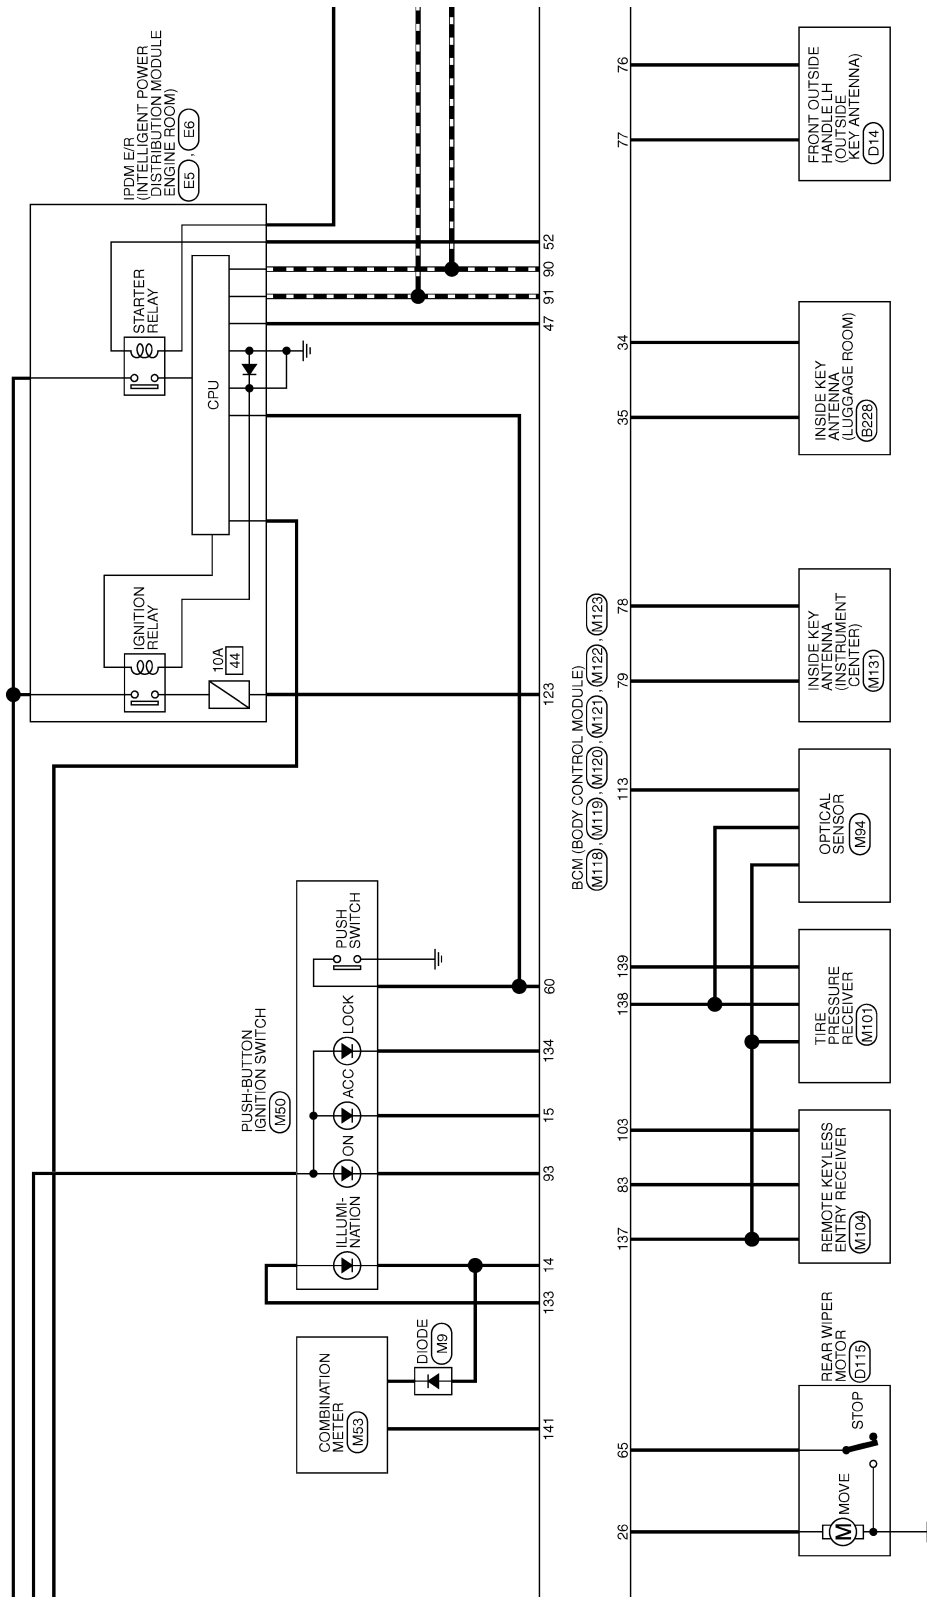 IPDM E/R
(INTELLIGENT POWER
DISTRIBUTION MODULE
ENGINE ROOM)
E5 , E6
STARTER
RELAY
CPU
IGNITION
RELAY
10A
44
52
90
91
47
123
PUSH-BUTTON
IGNITION SWITCH
M50
PUSH
SWITCH
LOCK
ACC
ON
ILLUMI-
NATION
60
134
15
93
14
133
COMBINATION
METER
M53
DIODE
M9
141
BCM (BODY CONTROL MODULE)
M118 , M119 , M120 , M121 , M122 , M123
76
77
FRONT OUTSIDE
HANDLE LH
(OUTSIDE
KEY ANTENNA)
D14
34
35
INSIDE KEY
ANTENNA
(LUGGAGE ROOM)
B228
78
79
INSIDE KEY
ANTENNA
(INSTRUMENT
CENTER)
M131
113
OPTICAL
SENSOR
M94
139
138
TIRE
PRESSURE
RECEIVER
M101
103
83
137
REMOTE KEYLESS
ENTRY RECEIVER
M104
REAR WIPER
MOTOR
D115
65
26
STOP
MOVE
M